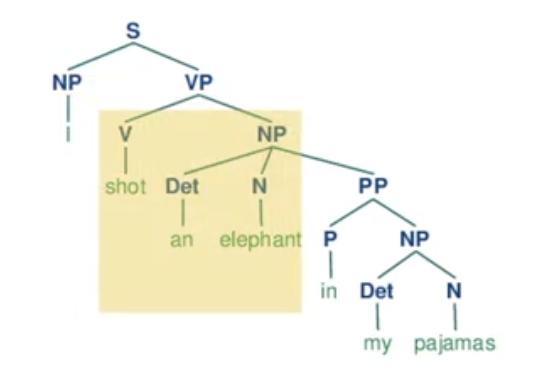 S
NP VP
I V NP
shot Det N PP
an elephant P NP
in Det N
my pajamas